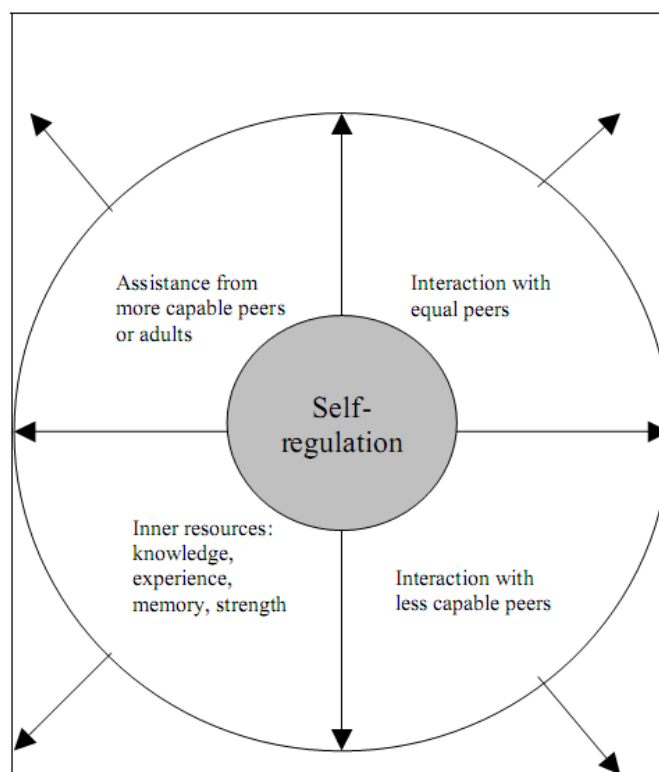 Assistance from
more capable peers
or adults
Interaction with
equal peers
Self-
regulation
Inner resources:
knowledge,
experience,
memory, strength
Interaction with
less capable peers